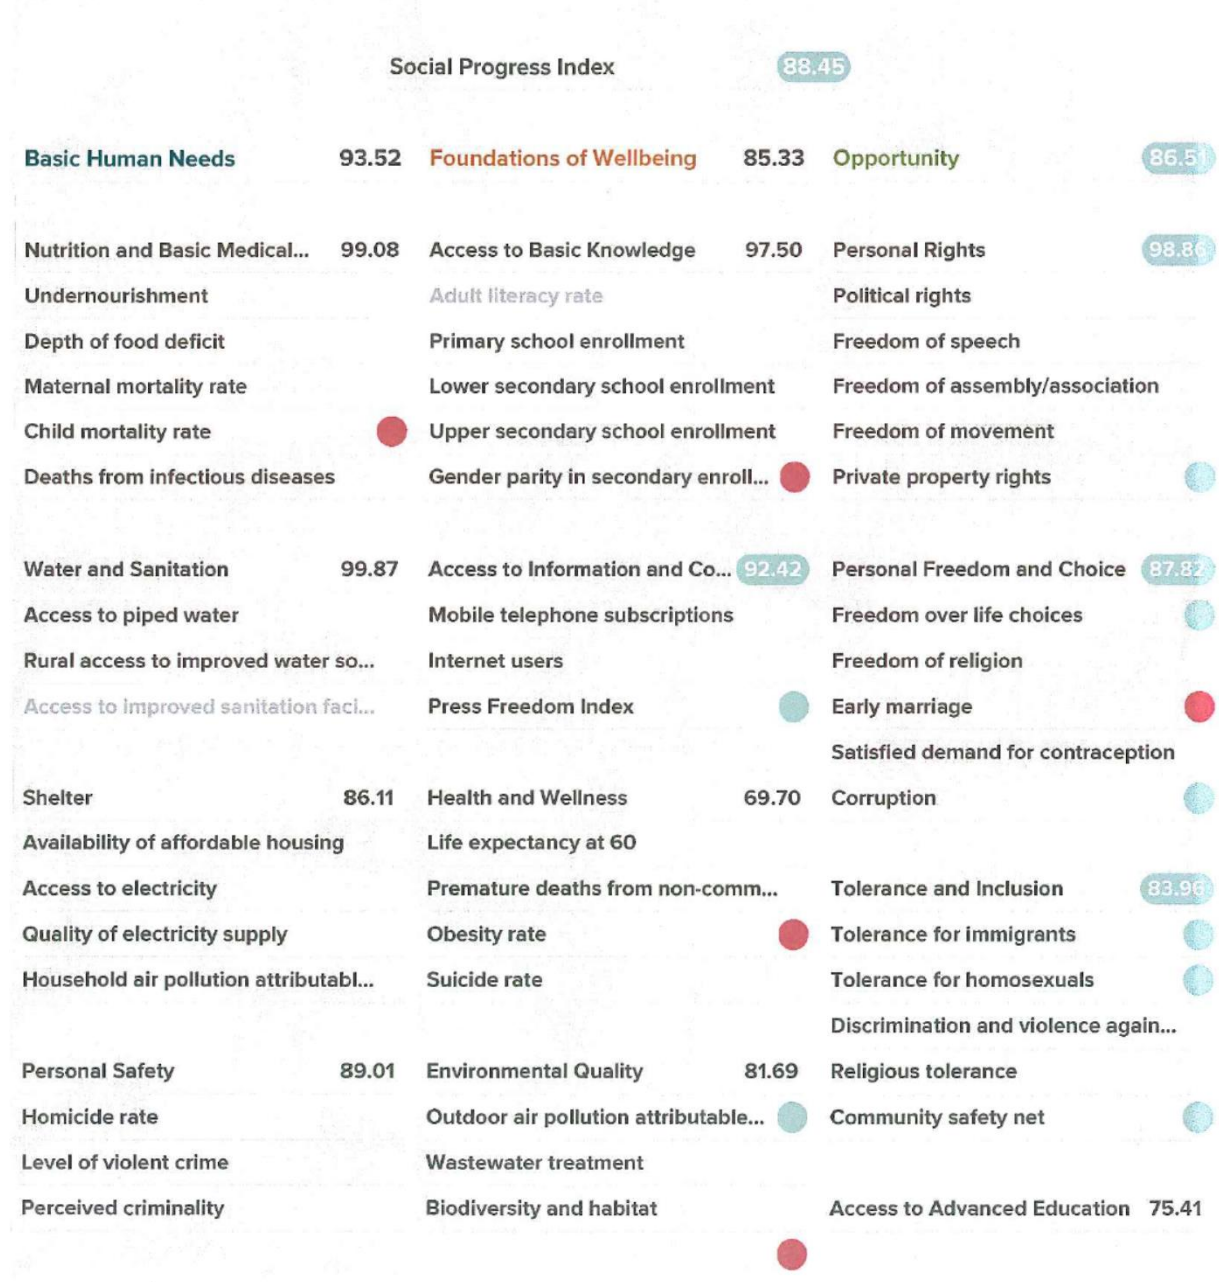 Social Progress Index 88.45
Basic Human Needs 93.52
Nutrition and Basic Medical... 99.08
Undernourishment
Depth of food deficit
Maternal mortality rate
Child mortality rate
Deaths from infectious diseases
Water and Sanitation 99.87
Access to piped water
Rural access to improved water so...
Access to improved sanitation faci...
Shelter 86.11
Availability of affordable housing
Access to electricity
Quality of electricity supply
Household air pollution attributabl...
Personal Safety 89.01
Homicide rate
Level of violent crime
Perceived criminality
Foundations of Wellbeing 85.33
Access to Basic Knowledge 97.50
Adult literacy rate
Primary school enrollment
Lower secondary school enrollment
Upper secondary school enrollment
Gender parity in secondary enroll...
Access to Information and Co... 92.42
Mobile telephone subscriptions
Internet users
Press Freedom Index
Health and Wellness 69.70
Life expectancy at 60
Premature deaths from non-comm...
Obesity rate
Suicide rate
Environmental Quality 81.69
Outdoor air pollution attributable...
Wastewater treatment
Biodiversity and habitat
Opportunity 86.51
Personal Rights 98.86
Political rights
Freedom of speech
Freedom of assembly/association
Freedom of movement
Private property rights
Personal Freedom and Choice 87.82
Freedom over life choices
Freedom of religion
Early marriage
Satisfied demand for contraception
Corruption
Tolerance and Inclusion 83.96
Tolerance for immigrants
Tolerance for homosexuals
Discrimination and violence again...
Religious tolerance
Community safety net
Access to Advanced Education 75.41